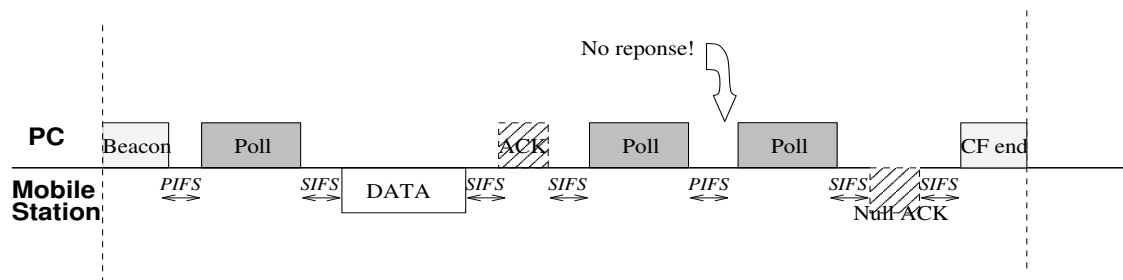 No reponse!
PC
Beacon
Poll
ACK
Poll
Poll
CF end
PIFS
SIFS
SIFS
SIFS
PIFS
SIFS
SIFS
Mobile
Station
DATA
Null ACK